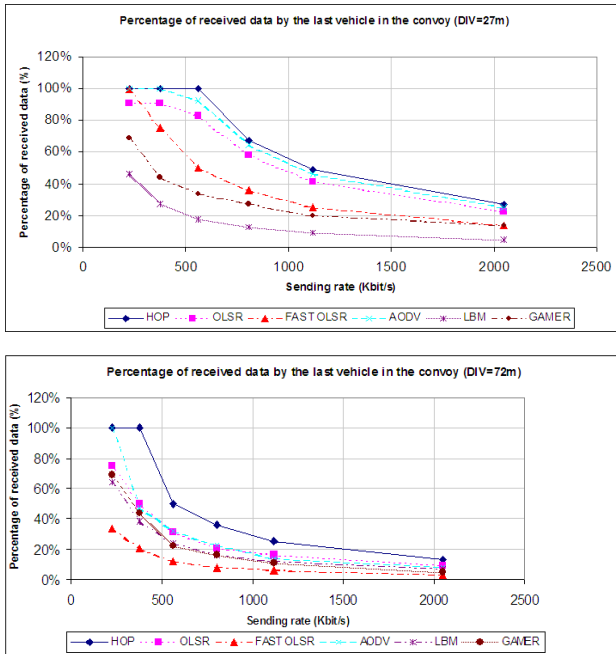 Percentage of received data by the last vehicle in the convoy (DIV=27m)
Percentage of received data (%)
120%
100%
80%
60%
40%
20%
0%
0 500 1000 1500 2000 2500
Sending rate (Kbit/s)
HOP OLSR FAST OLSR AODV LBM GAMER
Percentage of received data by the last vehicle in the convoy (DIV=72m)
Percentage of received data (%)
120%
100%
80%
60%
40%
20%
0%
0 500 1000 1500 2000 2500
Sending rate (Kbit/s)
HOP OLSR FAST OLSR AODV LBM GAMER